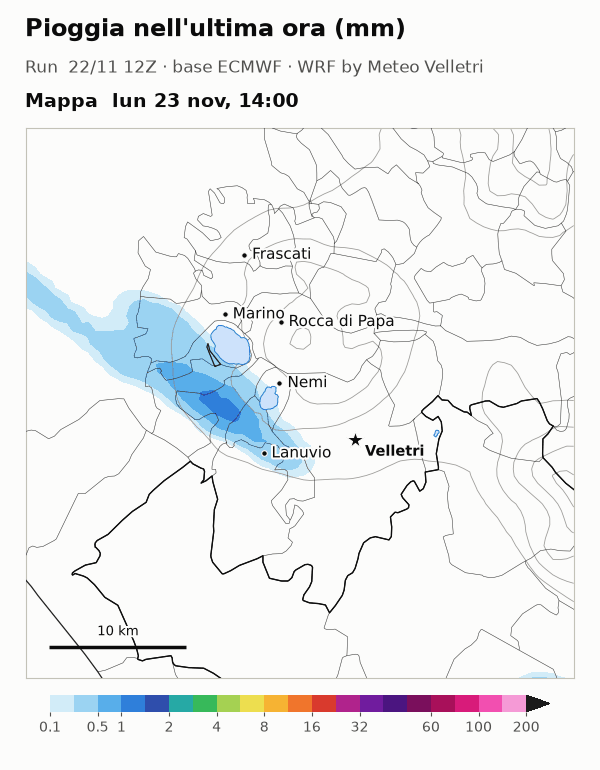 Pioggia nell'ultima ora (mm)
Run  22/11 12Z · base ECMWF · WRF by Meteo Velletri
Mappa  lun 23 nov, 14:00
Frascati
Marino
Rocca di Papa
Nemi
Velletri
Lanuvio
10 km
0.1 0.5 1 2 4 8 16 32 60 100 200